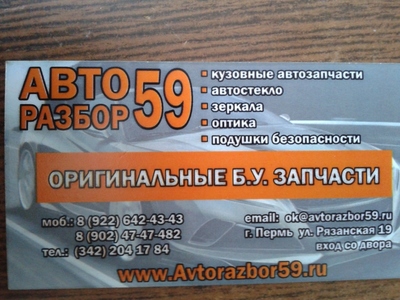 АВТО
РАЗБОР 59
▪ кузовные автозапчасти
▪ автостекло
▪ зеркала
▪ оптика
▪ подушки безопасности
ОРИГИНАЛЬНЫЕ Б.У. ЗАПЧАСТИ
моб.: 8 (922) 642-43-43
8 (902) 47-47-482
тел.: (342) 204 17 84
email: ok@avtorazbor59.ru
г. Пермь ул. Рязанская 19
вход со двора
www.Avtorazbor59.ru